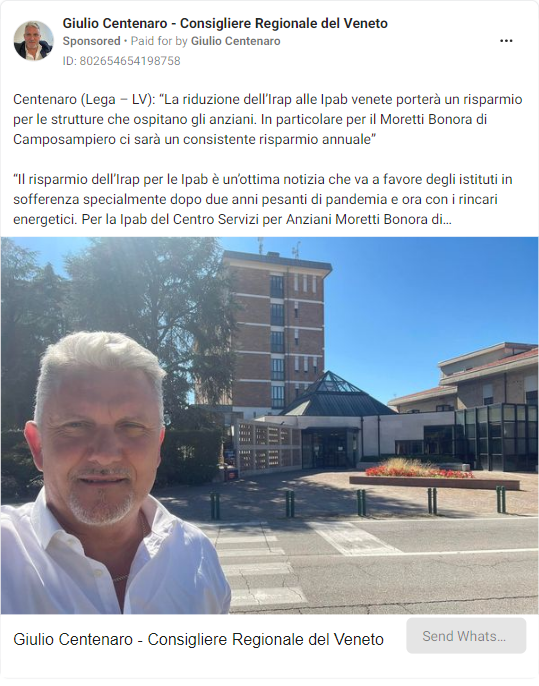 Giulio Centenaro - Consigliere Regionale del Veneto
Sponsored • Paid for by Giulio Centenaro
ID: 802654654198758
Centenaro (Lega – LV): “La riduzione dell’Irap alle Ipab venete porterà un risparmio
per le strutture che ospitano gli anziani. In particolare per il Moretti Bonora di
Camposampiero ci sarà un consistente risparmio annuale”
“Il risparmio dell’Irap per le Ipab è un’ottima notizia che va a favore degli istituti in
sofferenza specialmente dopo due anni pesanti di pandemia e ora con i rincari
energetici. Per la Ipab del Centro Servizi per Anziani Moretti Bonora di...
Giulio Centenaro - Consigliere Regionale del Veneto
Send Whats...